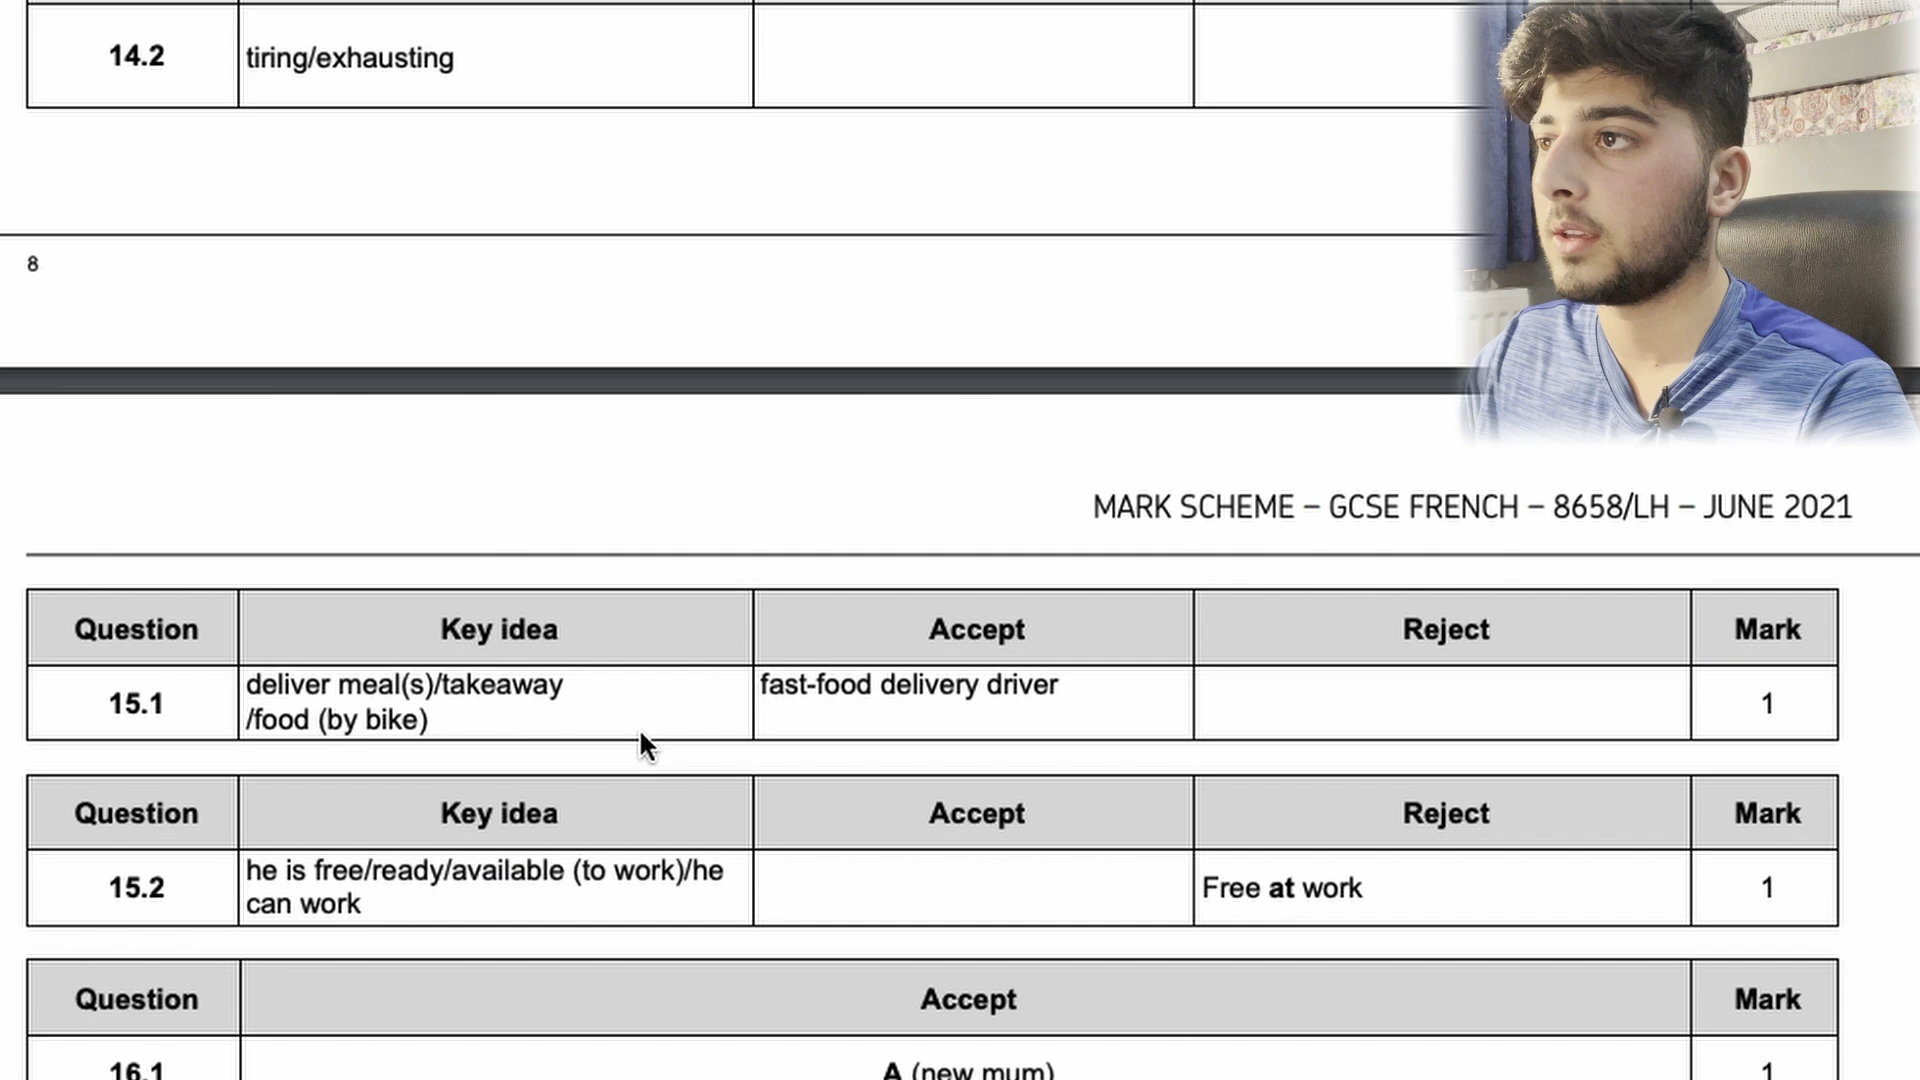 14.2 tiring/exhausting
8
MARK SCHEME – GCSE FRENCH – 8658/LH – JUNE 2021
Question Key idea Accept Reject Mark
15.1 deliver meal(s)/takeaway fast-food delivery driver 1
/food (by bike)
Question Key idea Accept Reject Mark
15.2 he is free/ready/available (to work)/he Free at work 1
can work
Question Accept Mark
16.1 A (new mum) 1